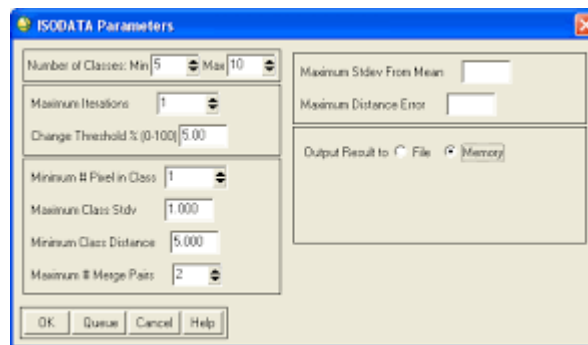 ISODATA Parameters
Number of Classes: Min 5 Max 10
Maximum Iterations 1
Change Threshold % (0-100) 5.00
Minimum # Pixel in Class 1
Maximum Class Stdv 1.000
Minimum Class Distance 5.000
Maximum # Merge Pairs 2
Maximum Stdev From Mean
Maximum Distance Error
Output Result to File Memory
OK Queue Cancel Help